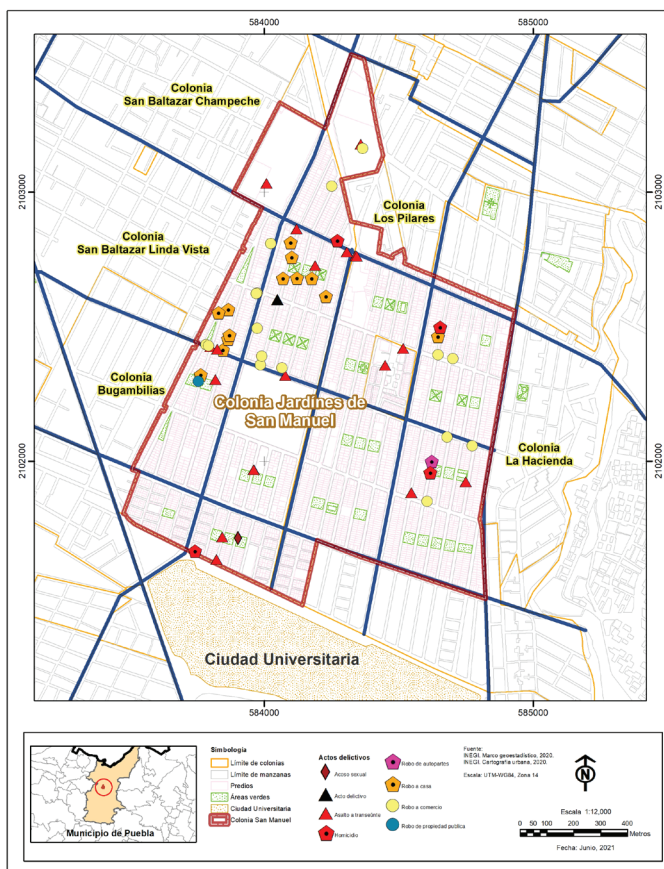 584000
585000
Colonia
San Baltazar Champeche
2103000
2103000
Colonia
Los Pilares
Colonia
San Baltazar Linda Vista
Colonia
Bugambilias
Colonia Jardines de
San Manuel
Colonia
La Hacienda
2102000
2102000
Ciudad Universitaria
584000
585000
Municipio de Puebla
Simbología
Límite de colonias
Límite de manzanas
Predios
Áreas verdes
Ciudad Universitaria
Colonia San Manuel
Actos delictivos
Acoso sexual
Acto delictivo
Asalto a transeúnte
Homicidio
Robo de autopartes
Robo a casa
Robo a comercio
Robo de propiedad publica
Fuente:
INEGI. Marco geoestadístico, 2020.
INEGI. Cartografía urbana, 2020.
Escala: UTM-WG84, Zona 14
N
Escala 1:12,000
0 50 100 200 300 400
Metros
Fecha: Junio, 2021